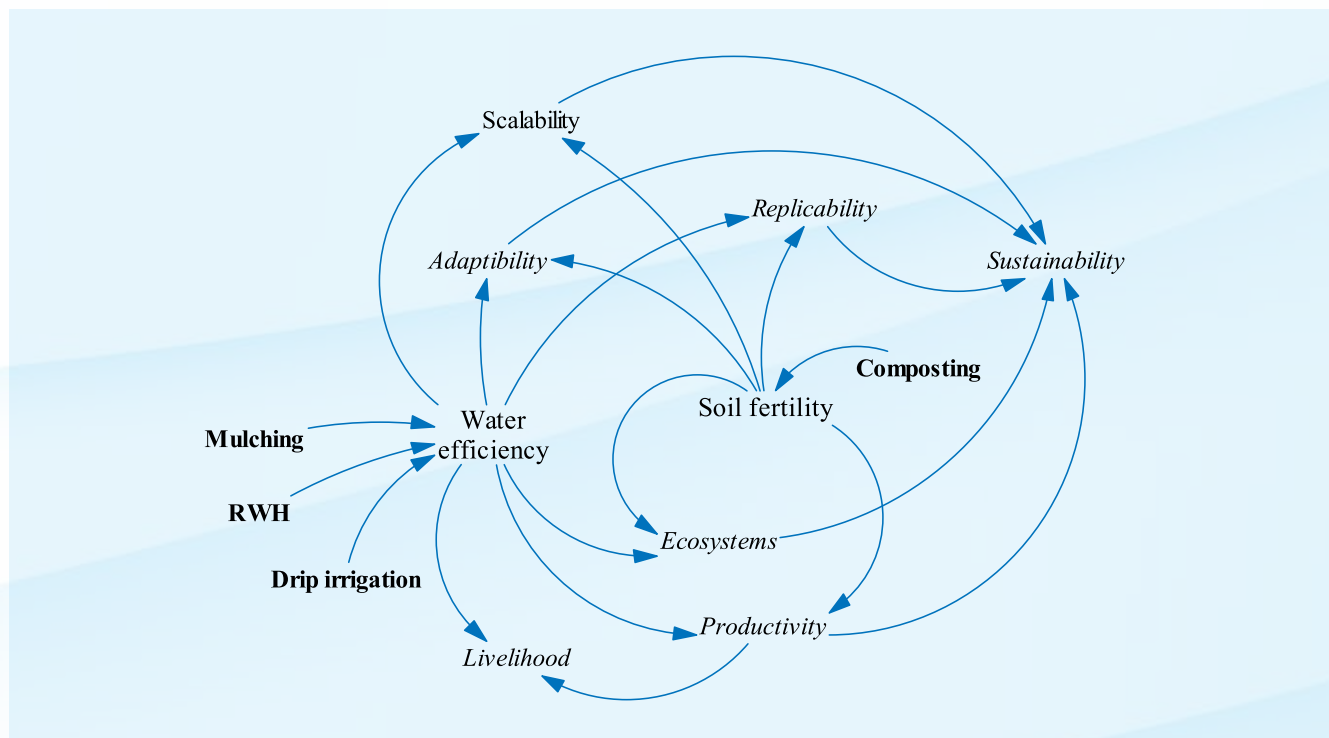 Scalability
Replicability
Adaptibility
Sustainability
Composting
Soil fertility
Water
efficiency
Mulching
RWH
Ecosystems
Drip irrigation
Productivity
Livelihood